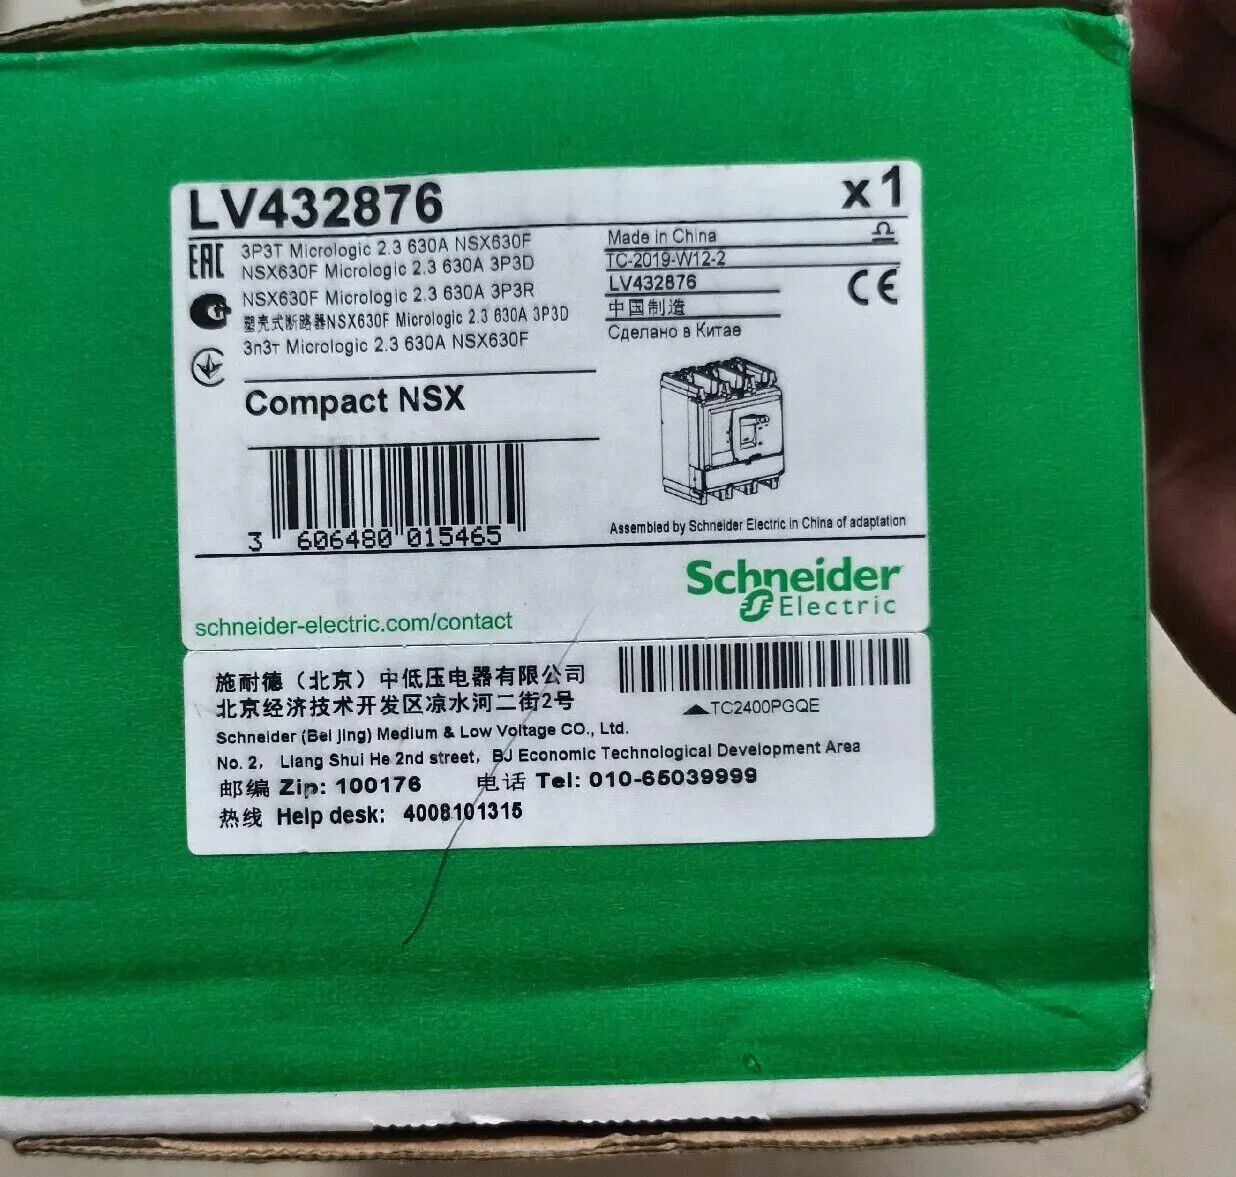 LV432876
x1
3P3T Micrologic 2.3 630A NSX630F
NSX630F Micrologic 2.3 630A 3P3D
NSX630F Micrologic 2.3 630A 3P3R
塑壳式断路器NSX630F Micrologic 2.3 630A 3P3D
3п3т Micrologic 2.3 630A NSX630F
EAC
Made in China
TC-2019-W12-2
LV432876
中国制造
Сделано в Китае
CE
Compact NSX
3 606480 015465
Assembled by Schneider Electric in China of adaptation
Schneider
Electric
schneider-electric.com/contact
施耐德（北京）中低压电器有限公司
北京经济技术开发区凉水河二街2号
TC2400PGQE
Schneider (Bei jing) Medium & Low Voltage CO., Ltd.
No. 2, Liang Shui He 2nd street, BJ Economic Technological Development Area
邮编 Zip: 100176 电话 Tel: 010-65039999
热线 Help desk: 4008101315